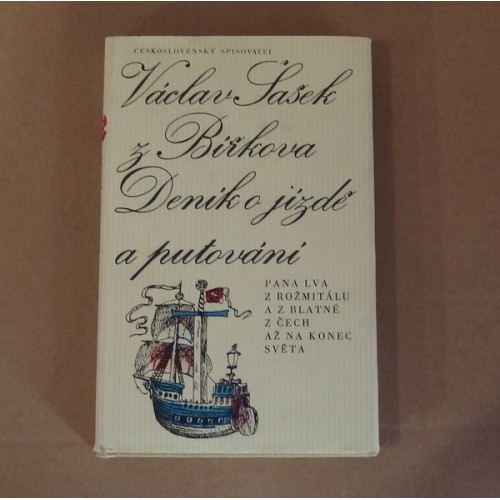 ČESKOSLOVENSKÝ SPISOVATEL
Václav Šašek
z Bířkova
Deník o jízdě
a putování
PANA LVA
Z ROŽMITÁLU
A Z BLATNÉ
Z ČECH
AŽ NA KONEC
SVĚTA